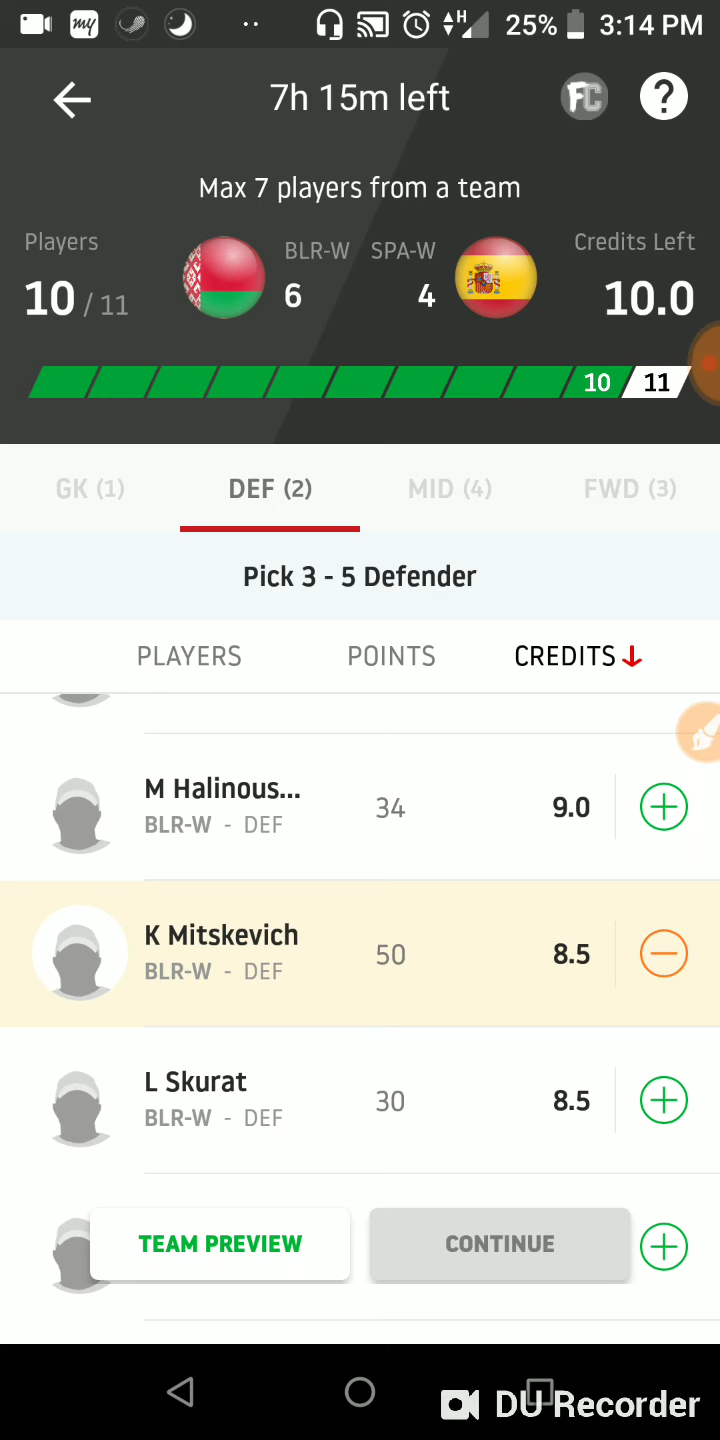 my 25% 3:14 PM
7h 15m left FC ?
Max 7 players from a team
Players BLR-W SPA-W Credits Left
10 / 11 6 4 10.0
10 11
GK (1) DEF (2) MID (4) FWD (3)
Pick 3 - 5 Defender
PLAYERS POINTS CREDITS
M Halinous... 34 9.0
BLR-W - DEF
K Mitskevich 50 8.5
BLR-W - DEF
L Skurat 30 8.5
BLR-W - DEF
TEAM PREVIEW CONTINUE
DU Recorder